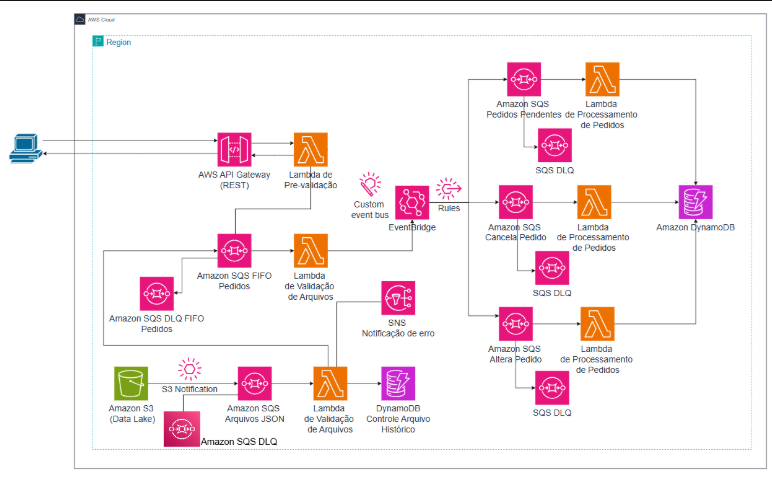 AWS Cloud
Region
Amazon SQS
Pedidos Pendentes
Lambda
de Processamento
de Pedidos
SQS DLQ
AWS API Gateway
(REST)
Lambda de
Pre-validação
Custom
event bus
EventBridge
Rules
Amazon SQS
Cancela Pedido
Lambda
de Processamento
de Pedidos
Amazon DynamoDB
SQS DLQ
Amazon SQS FIFO
Pedidos
Lambda
de Validação
de Arquivos
Amazon SQS DLQ FIFO
Pedidos
SNS
Notificação de erro
Amazon SQS
Altera Pedido
Lambda
de Processamento
de Pedidos
SQS DLQ
S3 Notification
Amazon S3
(Data Lake)
Amazon SQS
Arquivos JSON
Lambda
de Validação
de Arquivos
DynamoDB
Controle Arquivo
Histórico
Amazon SQS DLQ